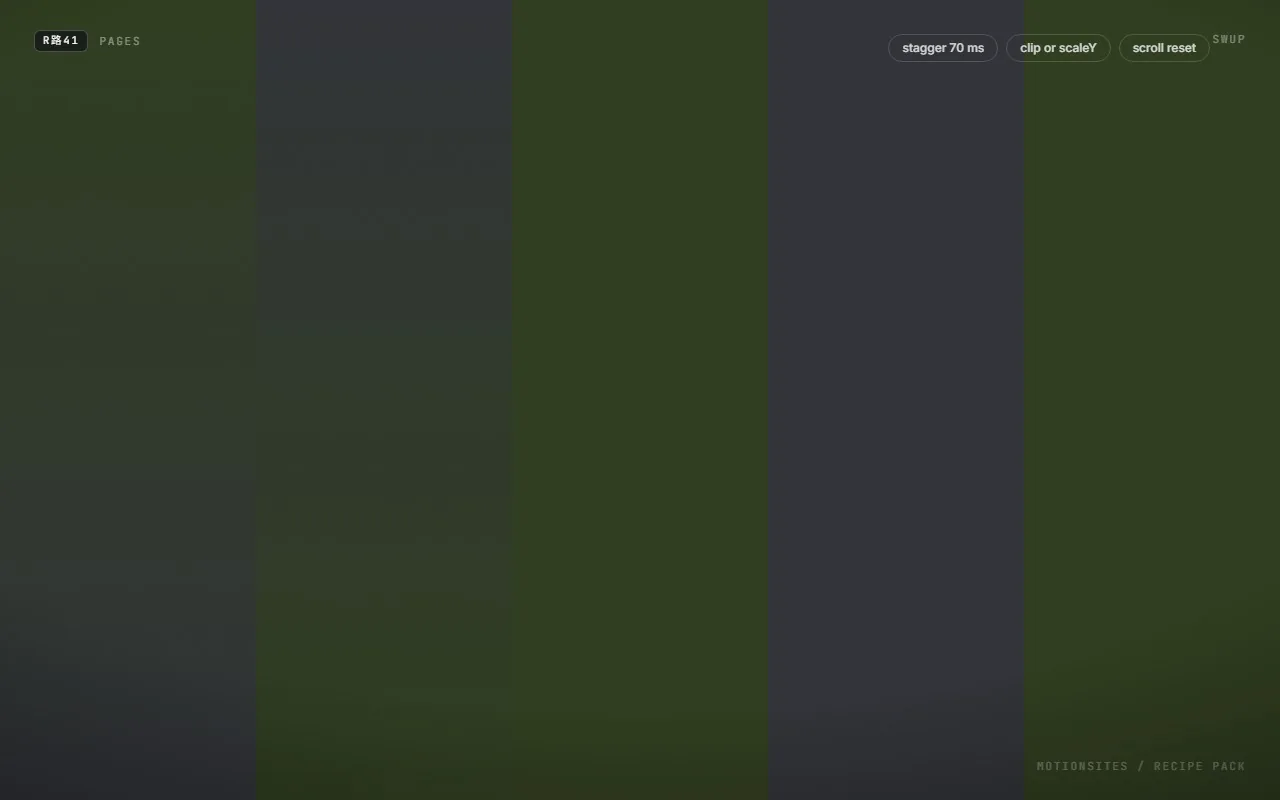 R路41 PAGES
stagger 70 ms clip or scaleY scroll reset SWUP
MOTIONSITES / RECIPE PACK